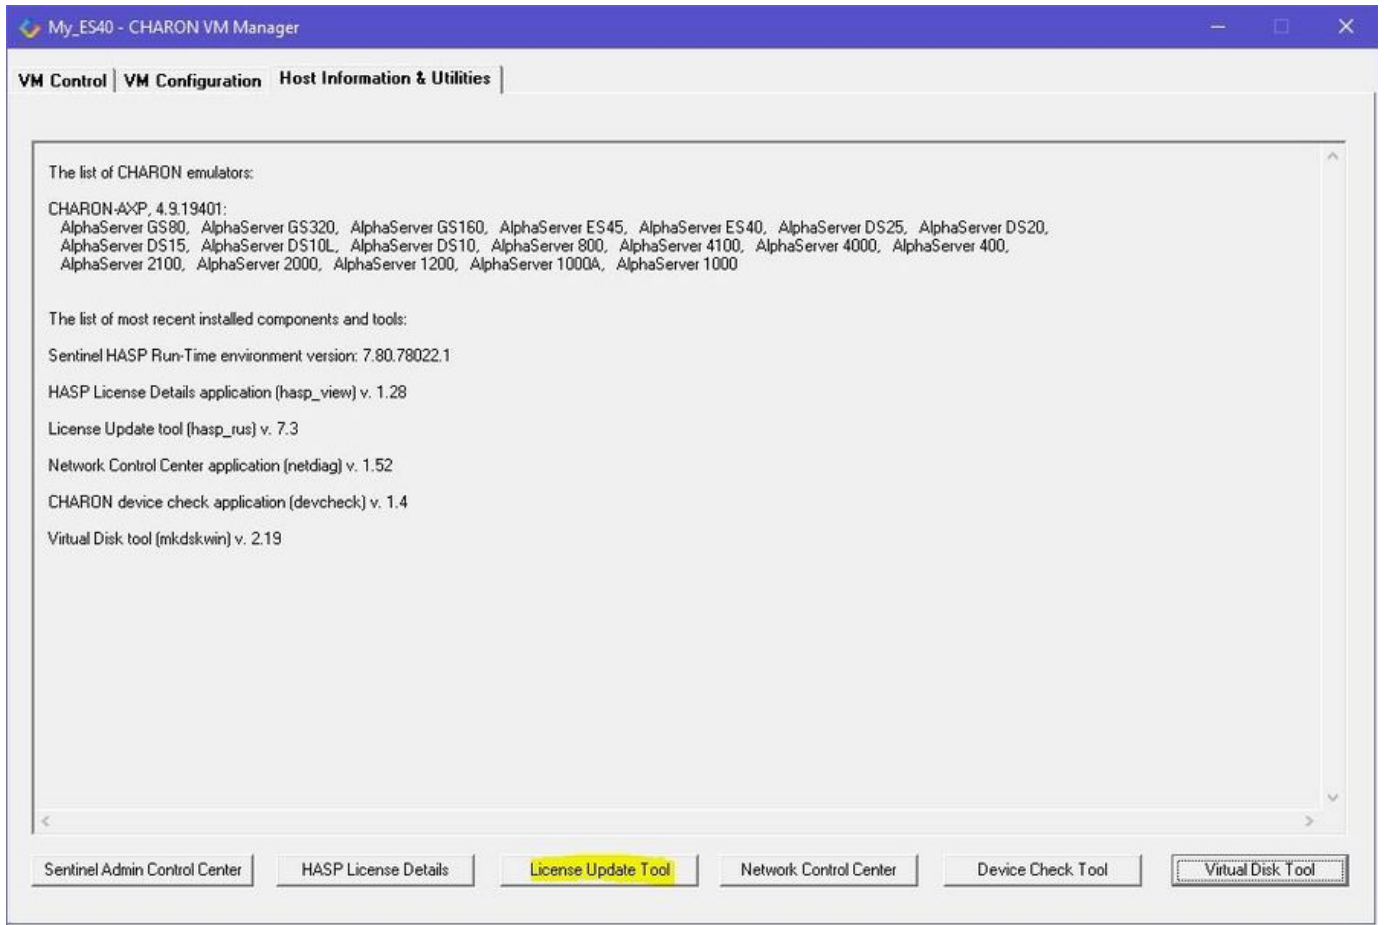 My_ES40 - CHARON VM Manager
VM Control VM Configuration Host Information & Utilities
The list of CHARON emulators:
CHARON-AXP, 4.9.19401:
AlphaServer GS80, AlphaServer GS320, AlphaServer GS160, AlphaServer ES45, AlphaServer ES40, AlphaServer DS25, AlphaServer DS20,
AlphaServer DS15, AlphaServer DS10L, AlphaServer DS10, AlphaServer 800, AlphaServer 4100, AlphaServer 4000, AlphaServer 400,
AlphaServer 2100, AlphaServer 2000, AlphaServer 1200, AlphaServer 1000A, AlphaServer 1000
The list of most recent installed components and tools:
Sentinel HASP Run-Time environment version: 7.80.78022.1
HASP License Details application (hasp_view) v. 1.28
License Update tool (hasp_rus) v. 7.3
Network Control Center application (netdiag) v. 1.52
CHARON device check application (devcheck) v. 1.4
Virtual Disk tool (mkdskwin) v. 2.19
Sentinel Admin Control Center HASP License Details License Update Tool Network Control Center Device Check Tool Virtual Disk Tool